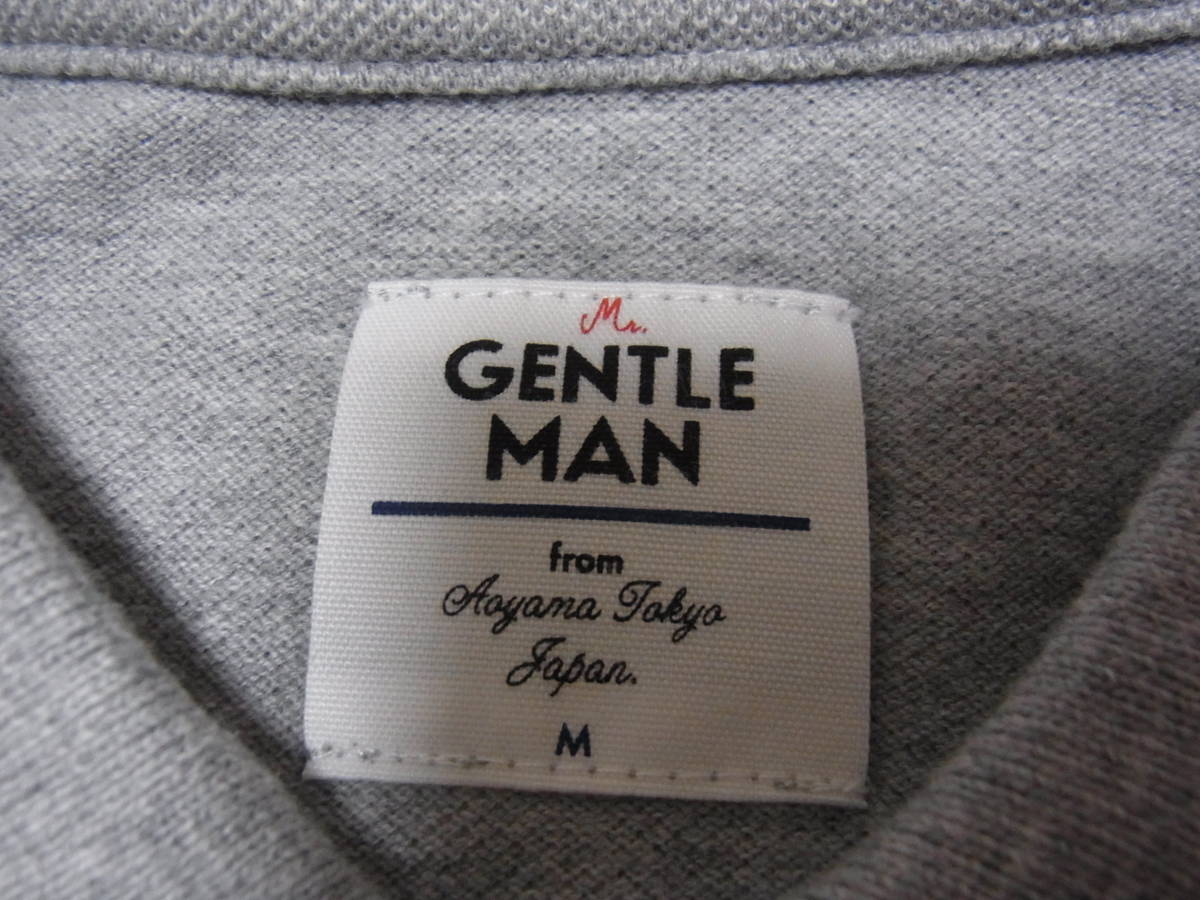 Mr.
GENTLE
MAN
from
Aoyama Tokyo
Japan.
M